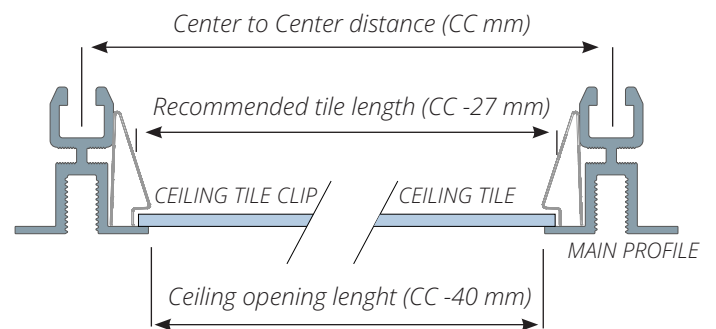 Center to Center distance (CC mm)
Recommended tile length (CC -27 mm)
CEILING TILE CLIP
CEILING TILE
MAIN PROFILE
Ceiling opening lenght (CC -40 mm)